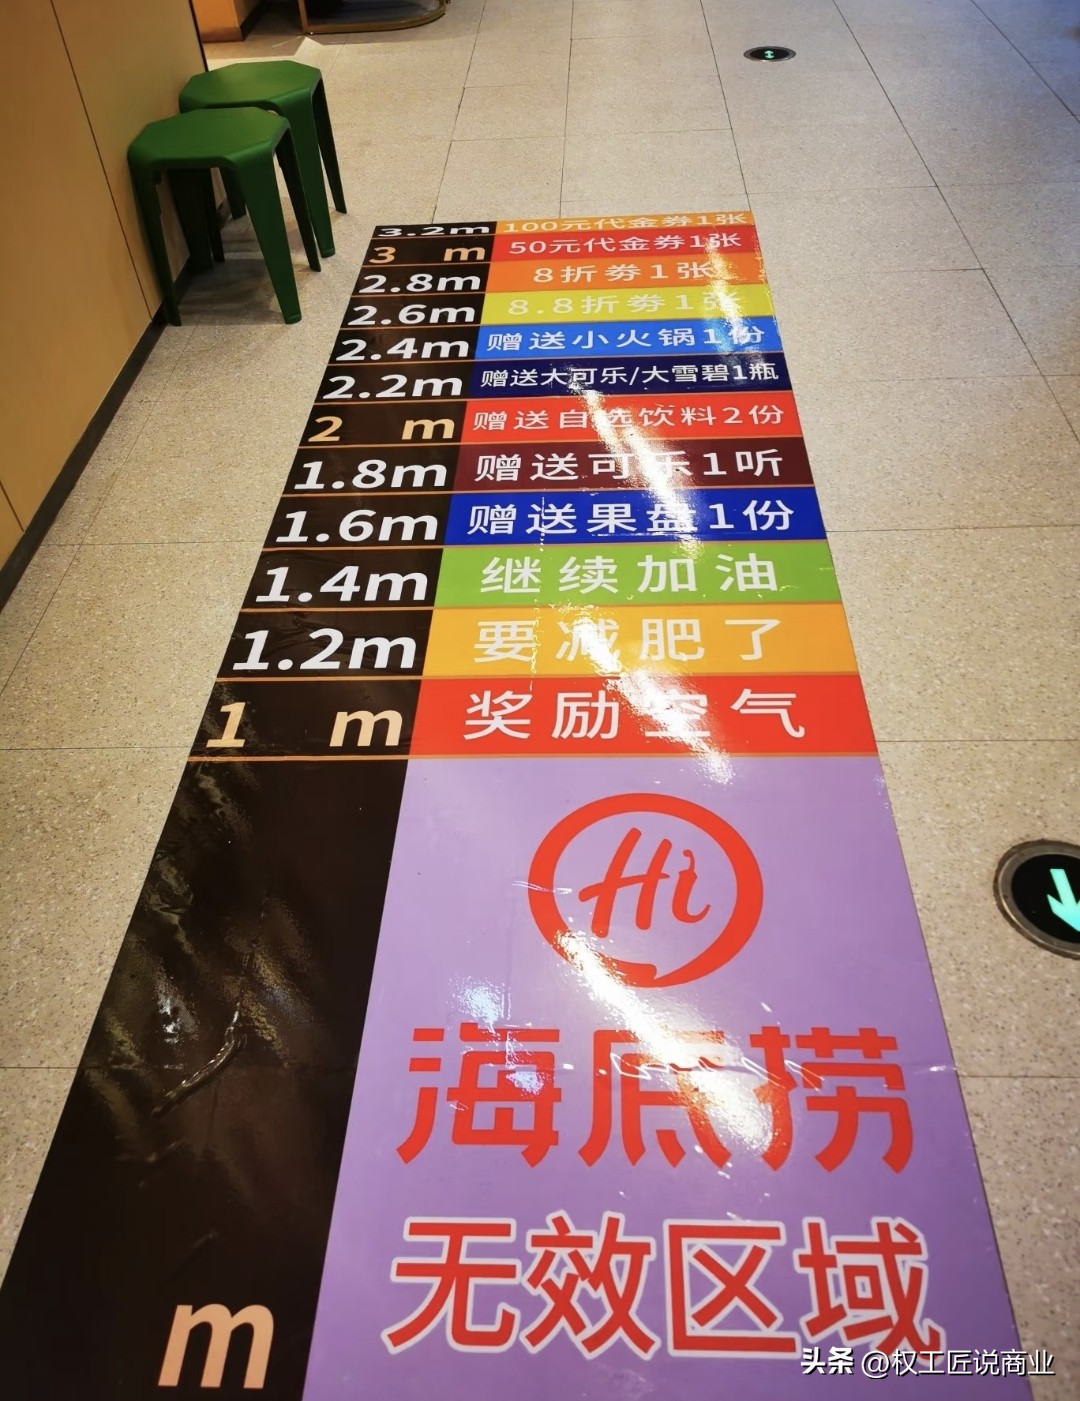 3.2m 100元代金券1张
3 m 50元代金券1张
2.8m 8折券1张
2.6m 8.8折券1张
2.4m 赠送小火锅1份
2.2m 赠送大可乐/大雪碧1瓶
2 m 赠送自选饮料2份
1.8m 赠送可乐1听
1.6m 赠送果盘1份
1.4m 继续加油
1.2m 要减肥了
1 m 奖励空气
Hi
海底捞
无效区域
m
头条 @权工匠说商业